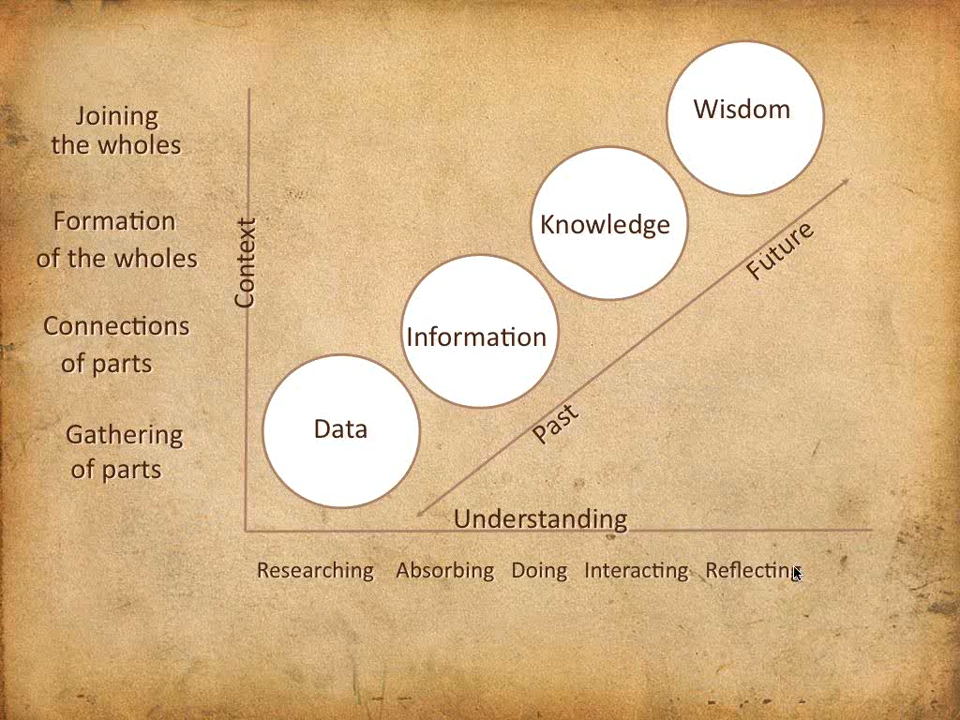 Joining
the wholes
Formation
of the wholes
Connections
of parts
Gathering
of parts
Context
Data
Information
Knowledge
Wisdom
Past
Future
Understanding
Researching Absorbing Doing Interacting Reflecting